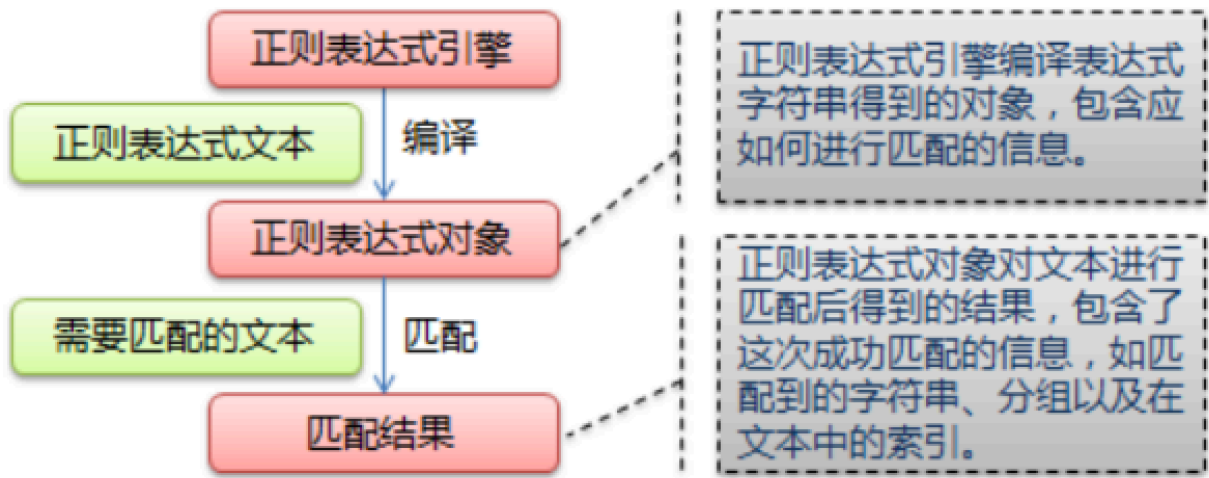 正则表达式引擎
正则表达式文本
编译
正则表达式对象
需要匹配的文本
匹配
匹配结果
正则表达式引擎编译表达式
字符串得到的对象，包含应
如何进行匹配的信息。
正则表达式对象对文本进行
匹配后得到的结果，包含了
这次成功匹配的信息，如匹
配到的字符串、分组以及在
文本中的索引。